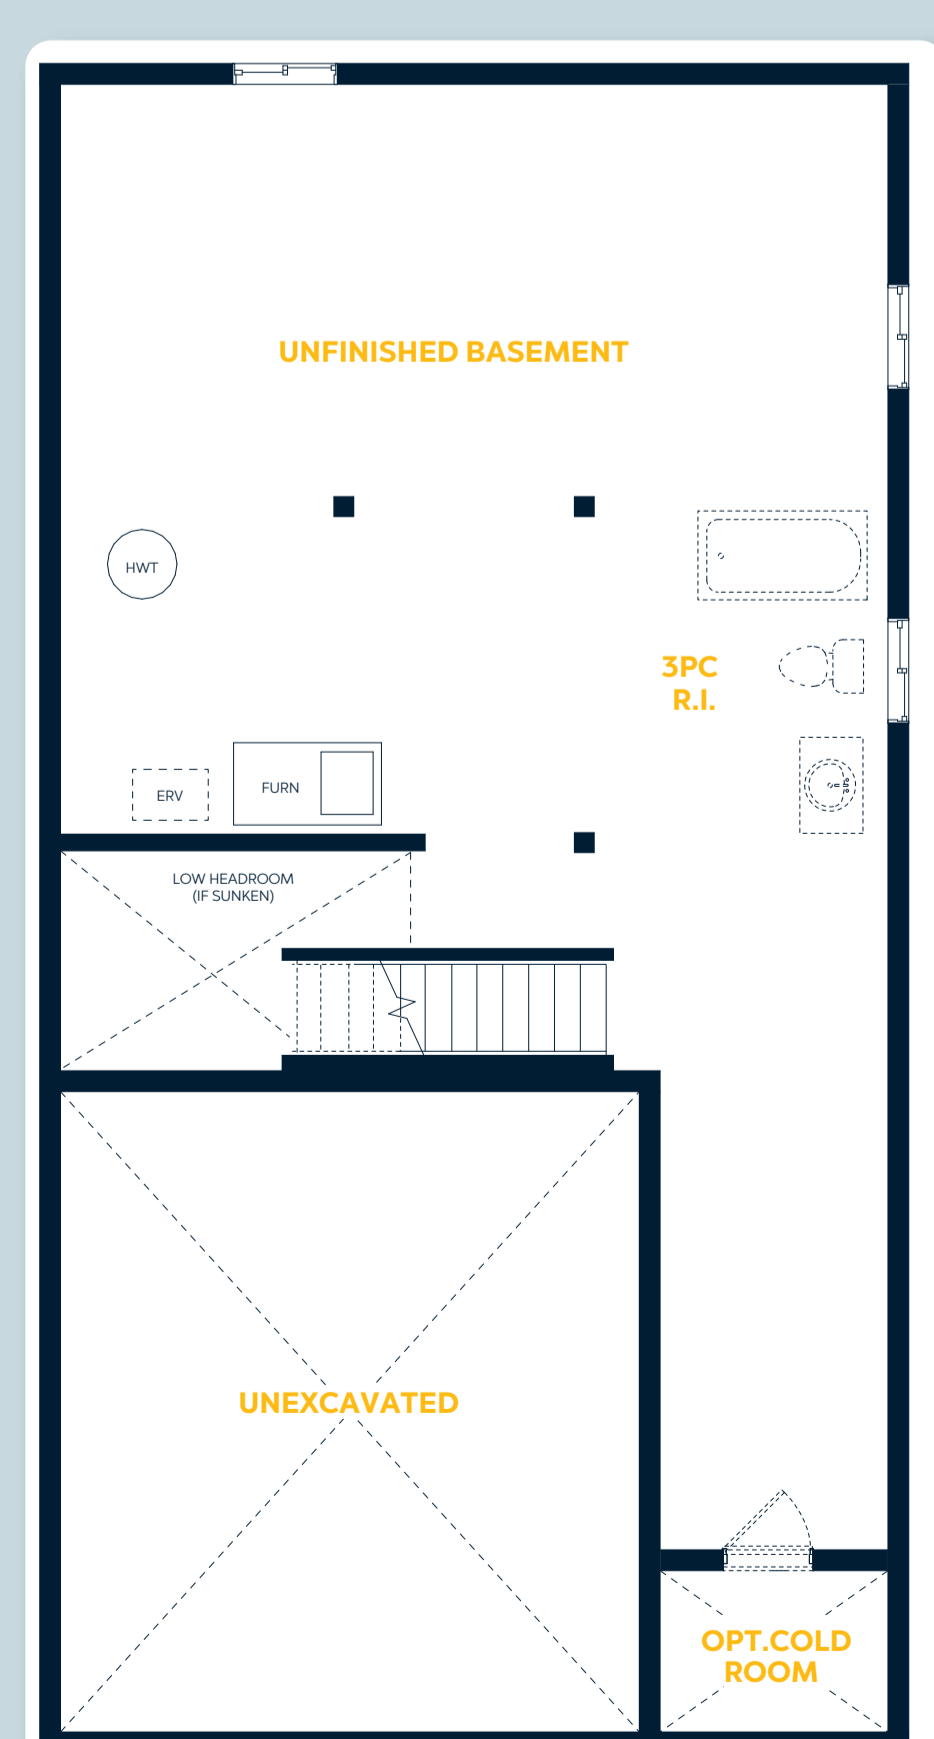 UNFINISHED BASEMENT
HWT
3PC
R.I.
ERV
FURN
LOW HEADROOM
(IF SUNKEN)
UNEXCAVATED
OPT.COLD
ROOM